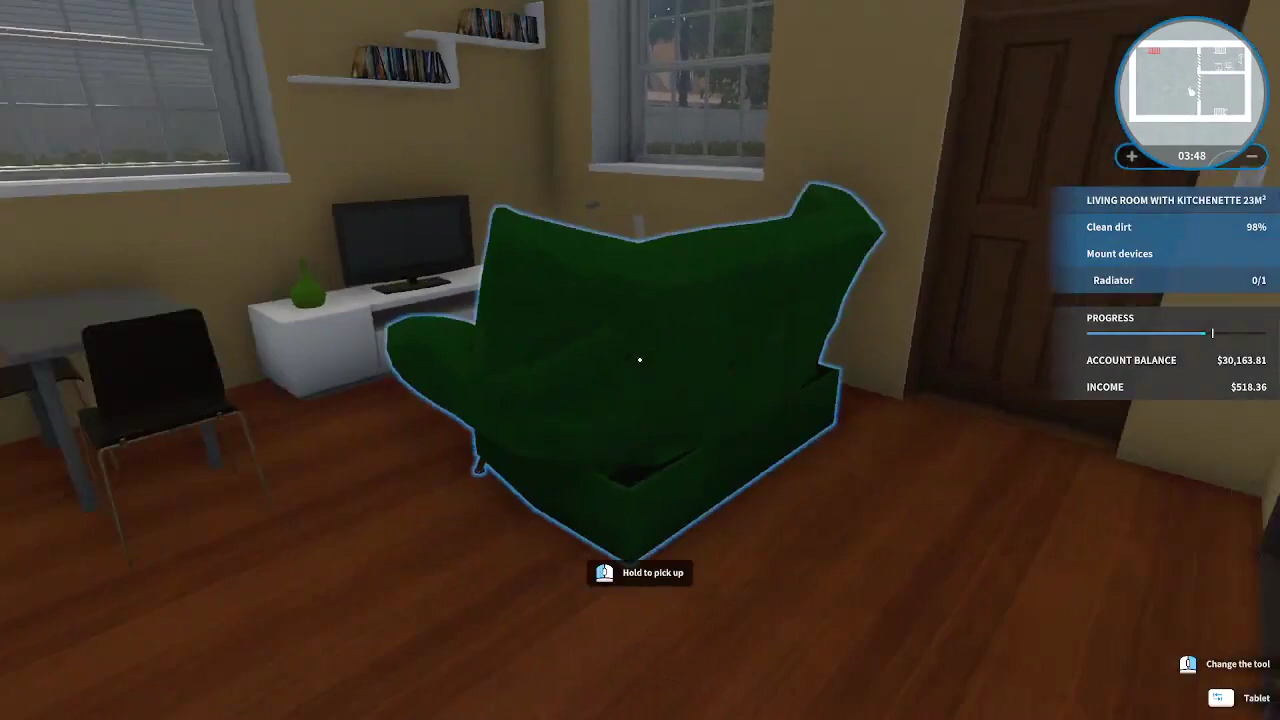 03:48
LIVING ROOM WITH KITCHENETTE 23M²
Clean dirt 98%
Mount devices
Radiator 0/1
PROGRESS
ACCOUNT BALANCE $30,163.81
INCOME $518.36
Hold to pick up
Change the tool
Tablet